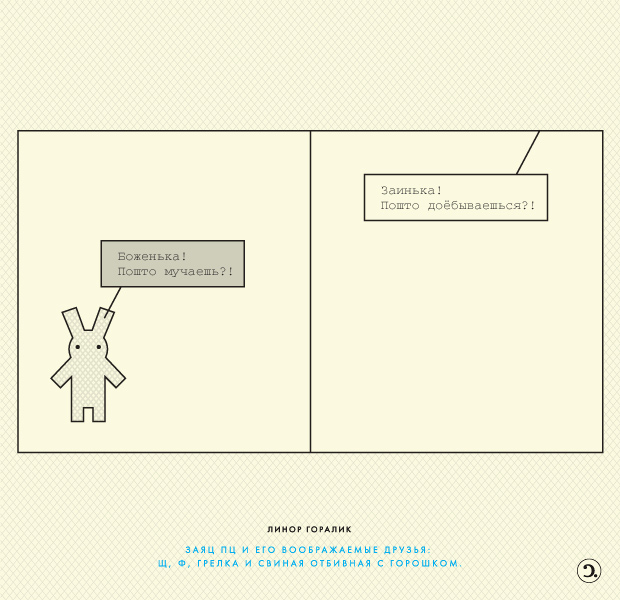 Боженька!
Пошто мучаешь?!
Заинька!
Пошто доёбываешься?!
ЛИНОР ГОРАЛИК
ЗАЯЦ ПЦ И ЕГО ВООБРАЖАЕМЫЕ ДРУЗЬЯ:
Щ, Ф, ГРЕЛКА И СВИНАЯ ОТБИВНАЯ С ГОРОШКОМ.